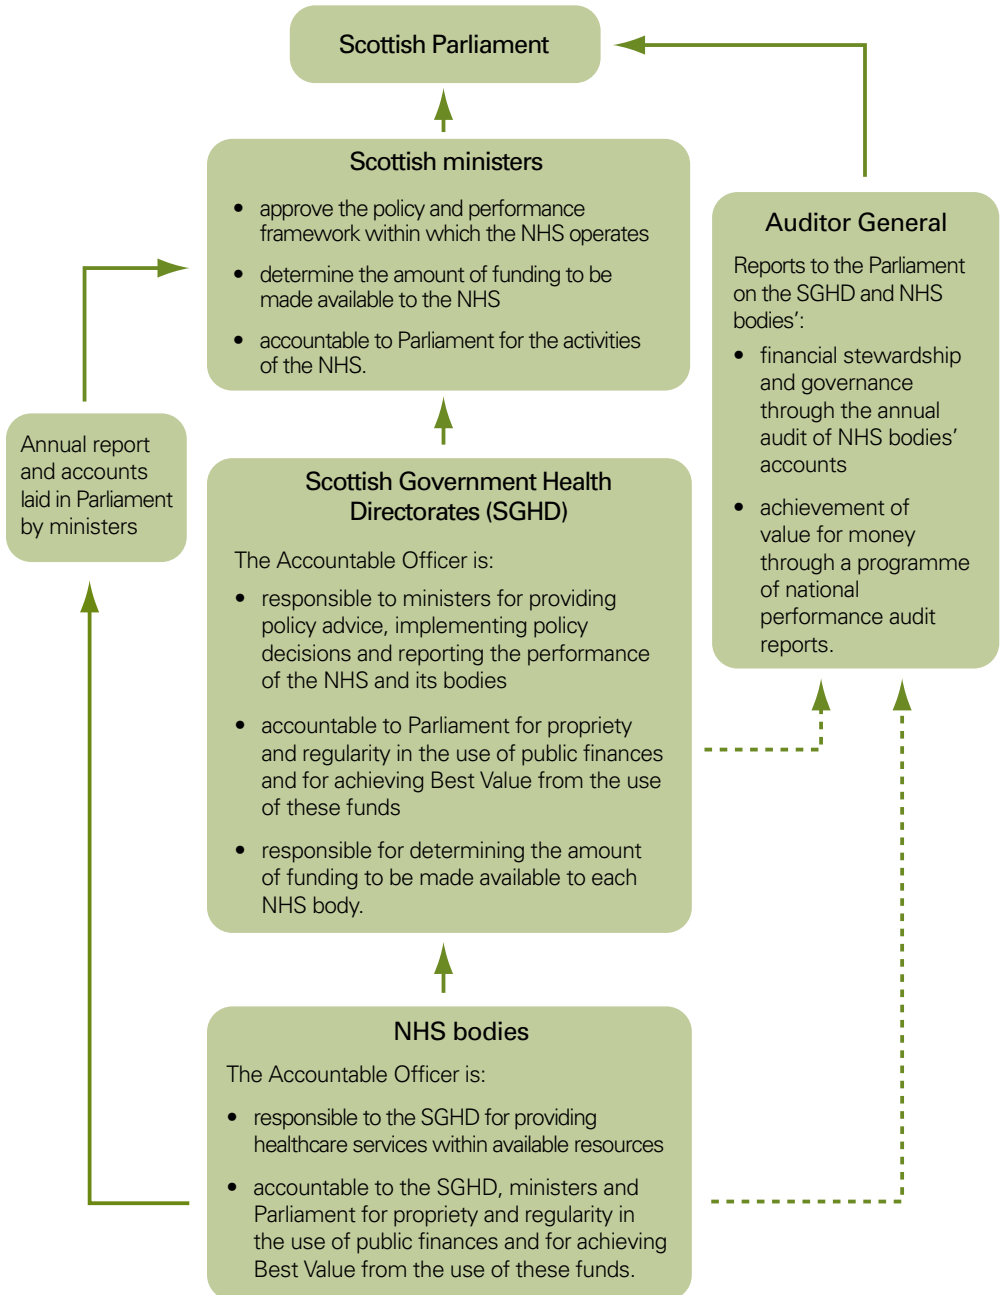 Scottish Parliament
Scottish ministers
• approve the policy and performance
framework within which the NHS operates
• determine the amount of funding to be
made available to the NHS
• accountable to Parliament for the activities
of the NHS.
Auditor General
Reports to the Parliament
on the SGHD and NHS
bodies’:
• financial stewardship
and governance
through the annual
audit of NHS bodies’
accounts
• achievement of
value for money
through a programme
of national
performance audit
reports.
Annual report
and accounts
laid in Parliament
by ministers
Scottish Government Health
Directorates (SGHD)
The Accountable Officer is:
• responsible to ministers for providing
policy advice, implementing policy
decisions and reporting the performance
of the NHS and its bodies
• accountable to Parliament for propriety
and regularity in the use of public finances
and for achieving Best Value from the use
of these funds
• responsible for determining the amount
of funding to be made available to each
NHS body.
NHS bodies
The Accountable Officer is:
• responsible to the SGHD for providing
healthcare services within available resources
• accountable to the SGHD, ministers and
Parliament for propriety and regularity in
the use of public finances and for achieving
Best Value from the use of these funds.